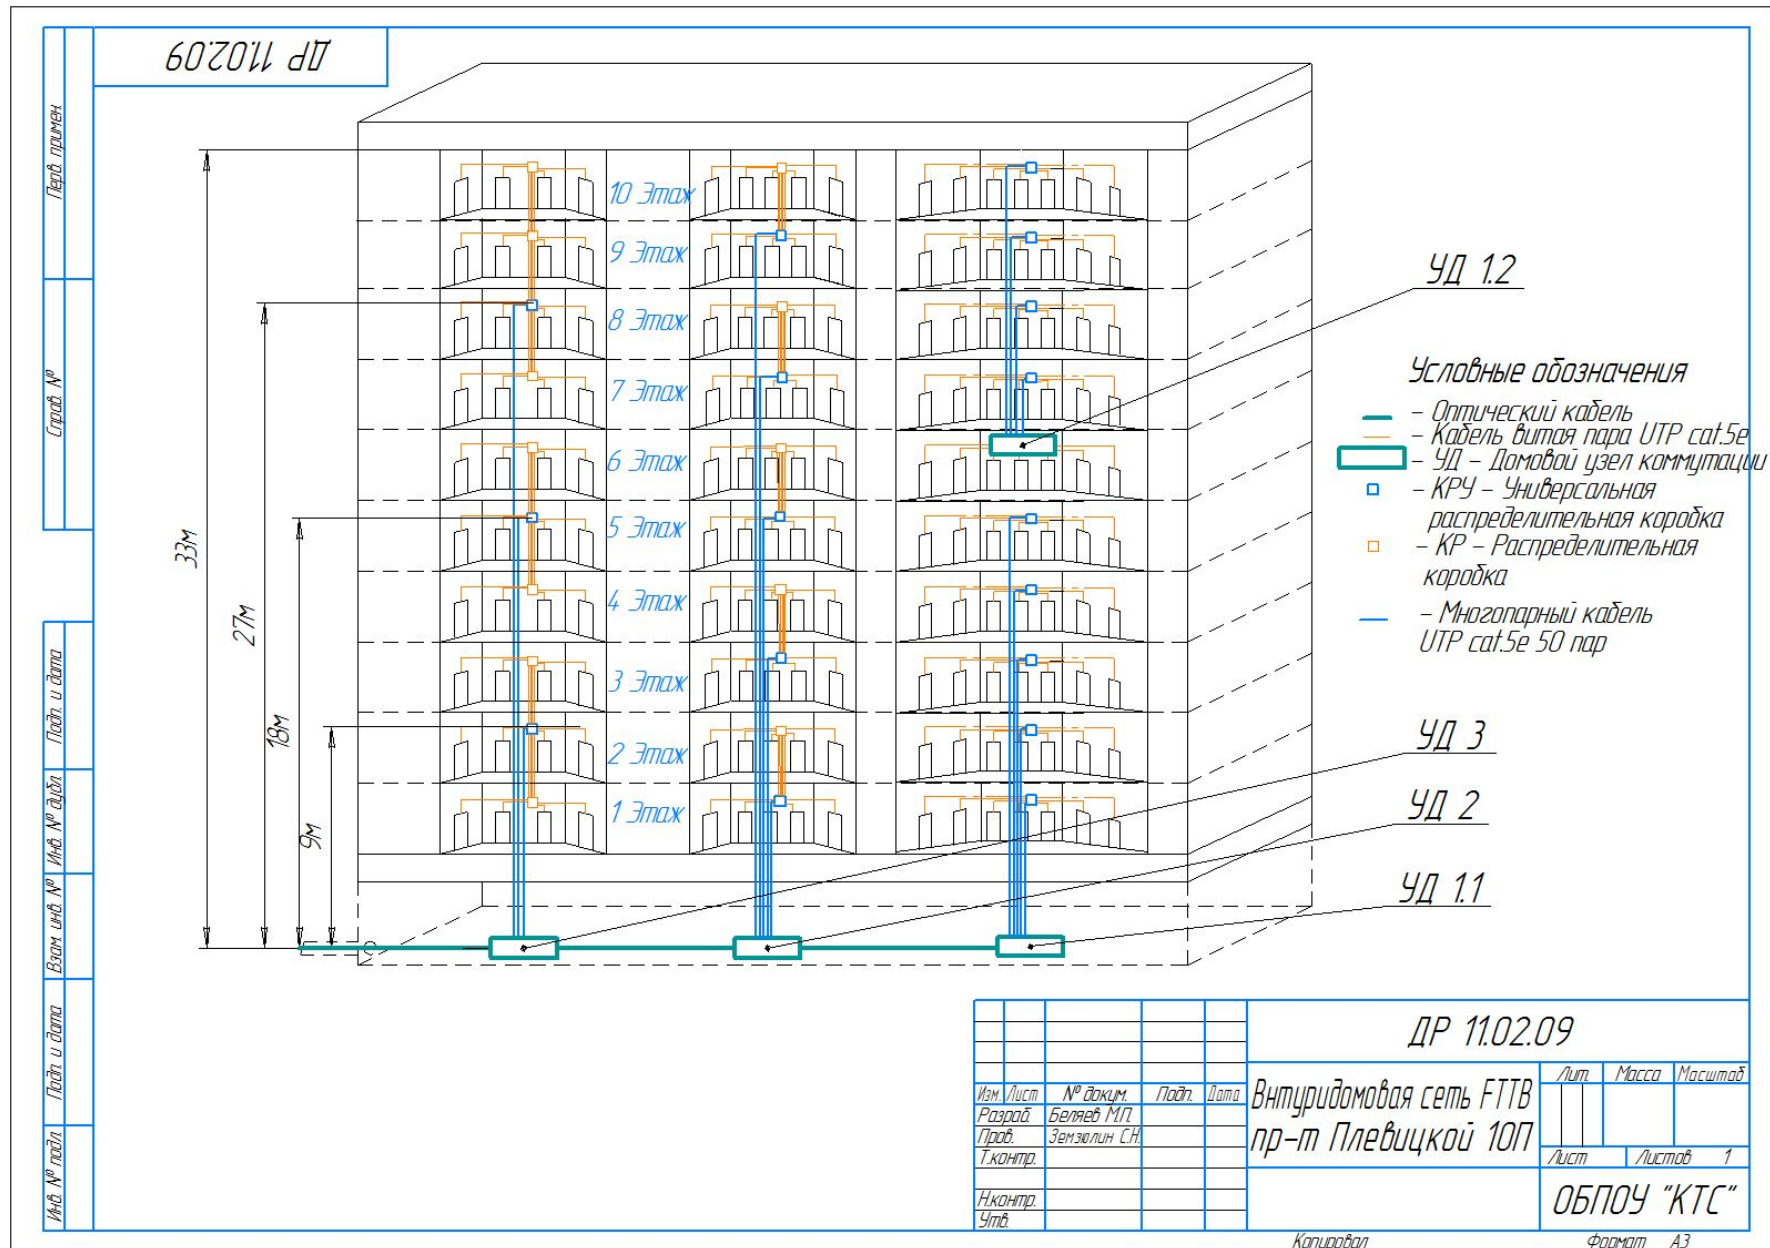 ДР 11.02.09
Перв. примен.
Справ. №
Подп. и дата
Инв. № дубл.
Взам. инв. №
Подп. и дата
Инв. № подл.
33м
27м
18м
9м
10 Этаж
9 Этаж
8 Этаж
7 Этаж
6 Этаж
5 Этаж
4 Этаж
3 Этаж
2 Этаж
1 Этаж
УД 1.2
УД 3
УД 2
УД 1.1
Условные обозначения
– Оптический кабель
– Кабель витая пара UTP cat.5e
– УД – Домовой узел коммутации
– КРУ – Универсальная
распределительная коробка
– КР – Распределительная
коробка
– Многопарный кабель
UTP cat.5e 50 пар
ДР 11.02.09
Изм. Лист № докум. Подп. Дата
Разраб. Беляев М.П.
Пров. Земзюлин С.Н.
Т.контр.
Н.контр.
Утв.
Внтуридомовая сеть FTTB
пр-т Плевицкой 10П
Лит. Масса Масштаб
Лист Листов 1
ОБПОУ "КТС"
Копировал Формат А3